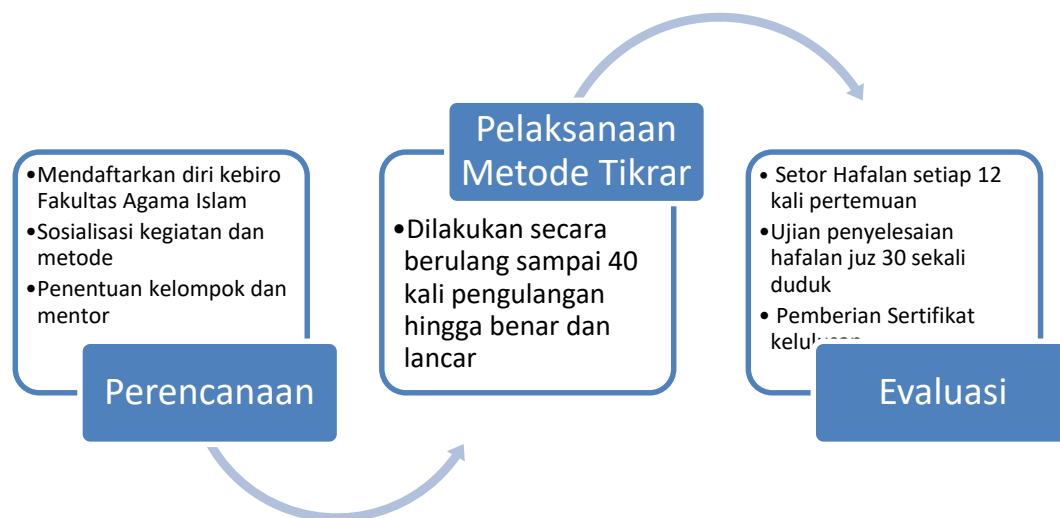 •Mendaftarkan diri kebiro
Fakultas Agama Islam
•Sosialisasi kegiatan dan
metode
•Penentuan kelompok dan
mentor
Perencanaan
Pelaksanaan
Metode Tikrar
•Dilakukan secara
berulang sampai 40
kali pengulangan
hingga benar dan
lancar
• Setor Hafalan setiap 12
kali pertemuan
•Ujian penyelesaian
hafalan juz 30 sekali
duduk
• Pemberian Sertifikat
kelulusan
Evaluasi